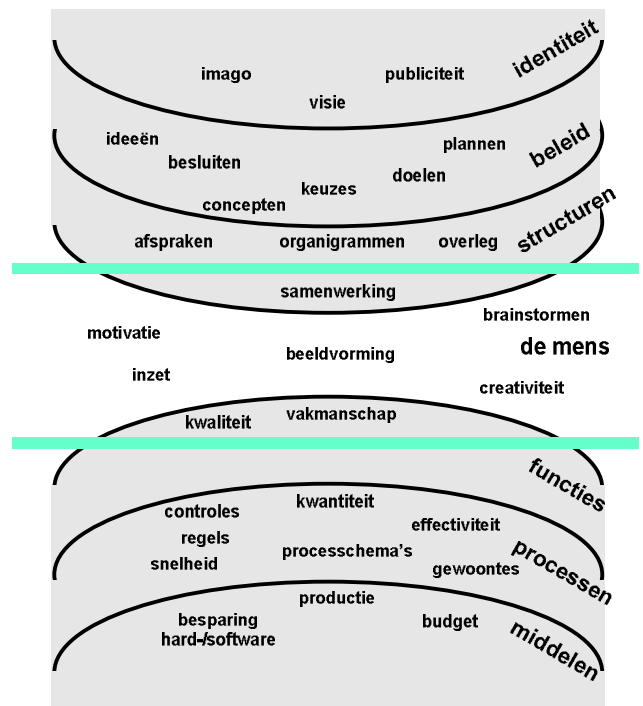 identiteit
imago
publiciteit
visie
beleid
ideeën
plannen
besluiten
doelen
keuzes
concepten
structuren
afspraken
organigrammen
overleg
samenwerking
brainstormen
motivatie
de mens
beeldvorming
inzet
creativiteit
vakmanschap
kwaliteit
functies
kwantiteit
controles
effectiviteit
regels
processchema's
snelheid
gewoontes
processen
productie
besparing
hard-/software
budget
middelen